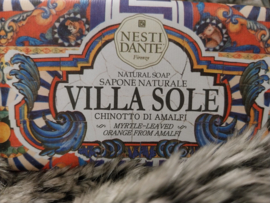 NESTI
DANTE
Firenze
NATURAL SOAP
SAPONE NATURALE
VILLA SOLE
CHINOTTO DI AMALFI
MYRTLE-LEAVED
ORANGE FROM AMALFI